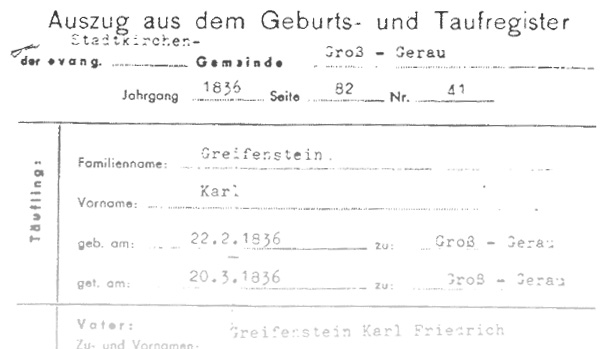 Auszug aus dem Geburts- und Taufregister
Stadtkirchen-
der evang. Gemeinde Groß - Gerau
Jahrgang 1836 Seite 82 Nr. 41
Täufling:
Familienname: Greifenstein.
Vorname: Karl
geb. am: 22.2.1836 zu: Groß - Gerau
get. am: 20.3.1836 zu: Groß - Gerau
Vater: Greifenstein Karl Friedrich
Zu- und Vornamen: